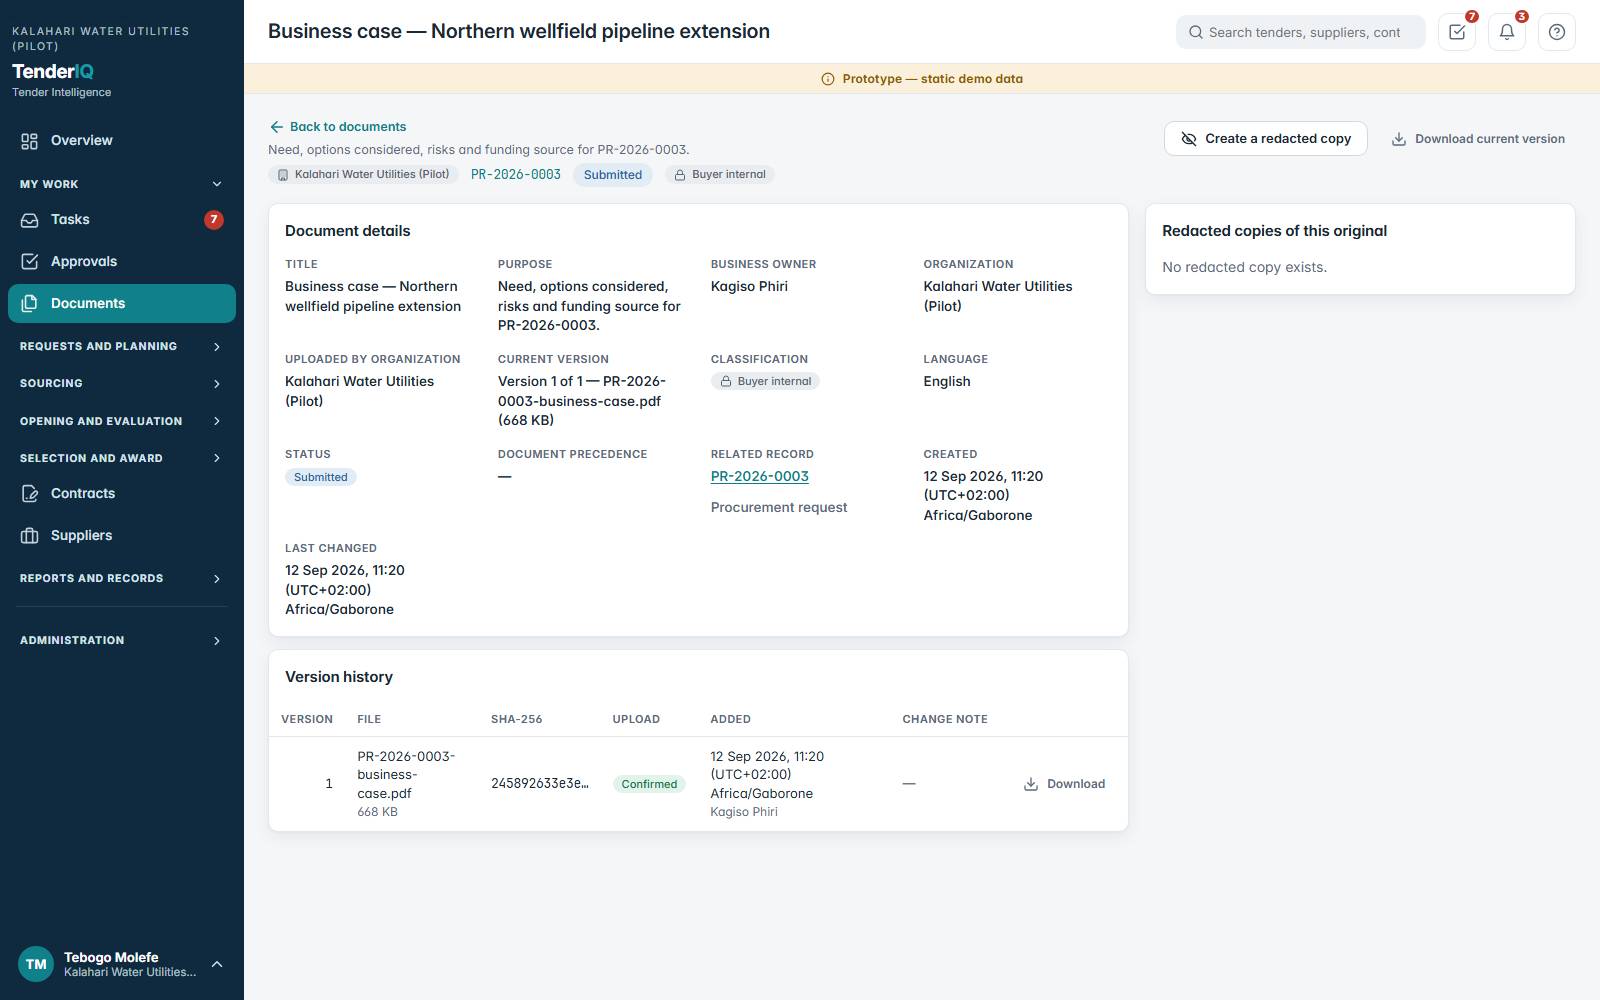 KALAHARI WATER UTILITIES
(PILOT)
TenderIQ
Tender Intelligence
Overview
MY WORK
Tasks
7
Approvals
Documents
REQUESTS AND PLANNING
SOURCING
OPENING AND EVALUATION
SELECTION AND AWARD
Contracts
Suppliers
REPORTS AND RECORDS
ADMINISTRATION
TM
Tebogo Molefe
Kalahari Water Utilities...
Business case — Northern wellfield pipeline extension
Search tenders, suppliers, cont
7
3
Prototype — static demo data
Back to documents
Need, options considered, risks and funding source for PR-2026-0003.
Kalahari Water Utilities (Pilot)
PR-2026-0003
Submitted
Buyer internal
Create a redacted copy
Download current version
Document details
TITLE
Business case — Northern
wellfield pipeline extension
PURPOSE
Need, options considered,
risks and funding source for
PR-2026-0003.
BUSINESS OWNER
Kagiso Phiri
ORGANIZATION
Kalahari Water Utilities
(Pilot)
UPLOADED BY ORGANIZATION
Kalahari Water Utilities
(Pilot)
CURRENT VERSION
Version 1 of 1 — PR-2026-
0003-business-case.pdf
(668 KB)
CLASSIFICATION
Buyer internal
LANGUAGE
English
STATUS
Submitted
DOCUMENT PRECEDENCE
—
RELATED RECORD
PR-2026-0003
Procurement request
CREATED
12 Sep 2026, 11:20
(UTC+02:00)
Africa/Gaborone
LAST CHANGED
12 Sep 2026, 11:20
(UTC+02:00)
Africa/Gaborone
Redacted copies of this original
No redacted copy exists.
Version history
VERSION FILE SHA-256 UPLOAD ADDED CHANGE NOTE
1
PR-2026-0003-
business-
case.pdf
668 KB
245892633e3e…
Confirmed
12 Sep 2026, 11:20
(UTC+02:00)
Africa/Gaborone
Kagiso Phiri
—
Download